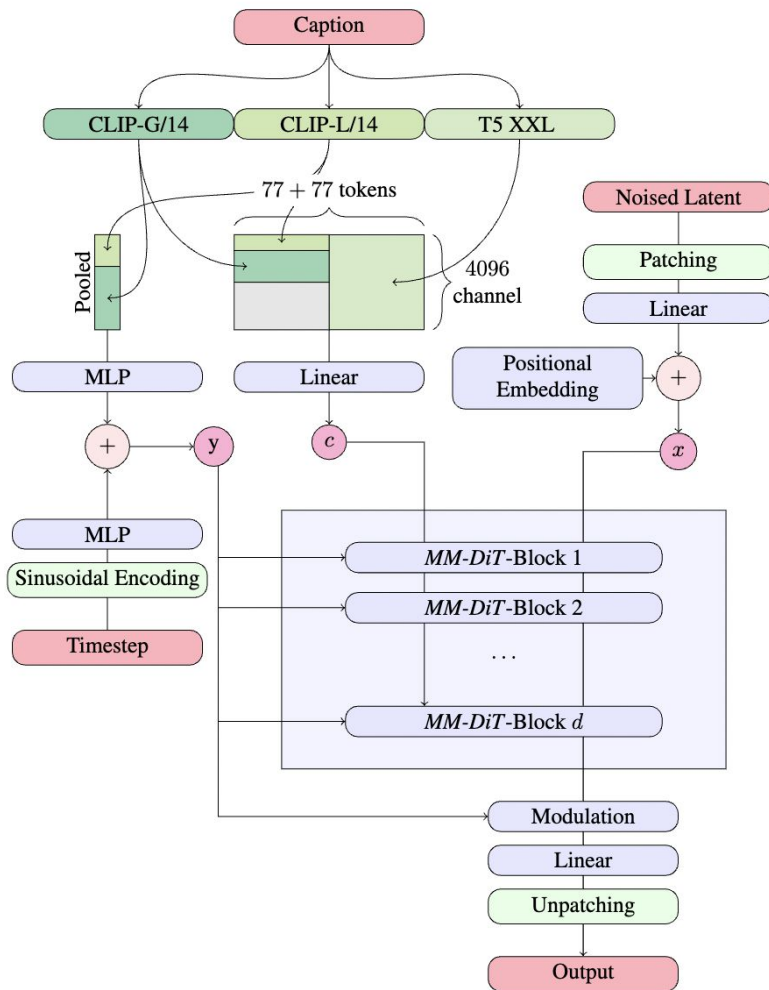 Caption
CLIP-G/14
CLIP-L/14
T5 XXL
77 + 77 tokens
Noised Latent
Pooled
4096
channel
Patching
Linear
MLP
Linear
Positional
Embedding
+
+
y
c
x
MLP
Sinusoidal Encoding
Timestep
MM-DiT-Block 1
MM-DiT-Block 2
. . .
MM-DiT-Block d
Modulation
Linear
Unpatching
Output